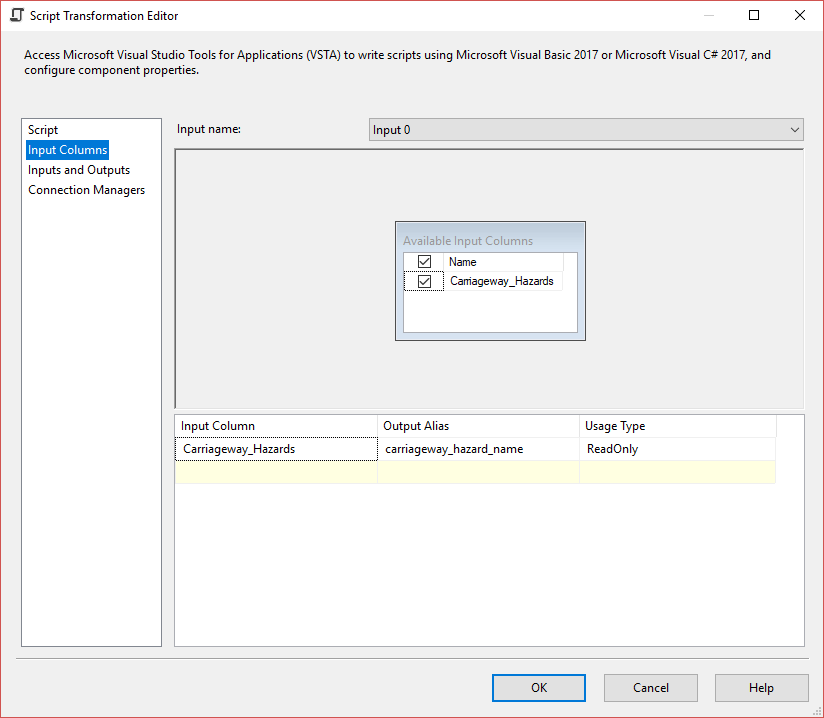 Script Transformation Editor
Access Microsoft Visual Studio Tools for Applications (VSTA) to write scripts using Microsoft Visual Basic 2017 or Microsoft Visual C# 2017, and
configure component properties.
Script
Input Columns
Inputs and Outputs
Connection Managers
Input name:
Input 0
Available Input Columns
Name
Carriageway_Hazards
Input Column
Output Alias
Usage Type
Carriageway_Hazards
carriageway_hazard_name
ReadOnly
OK
Cancel
Help